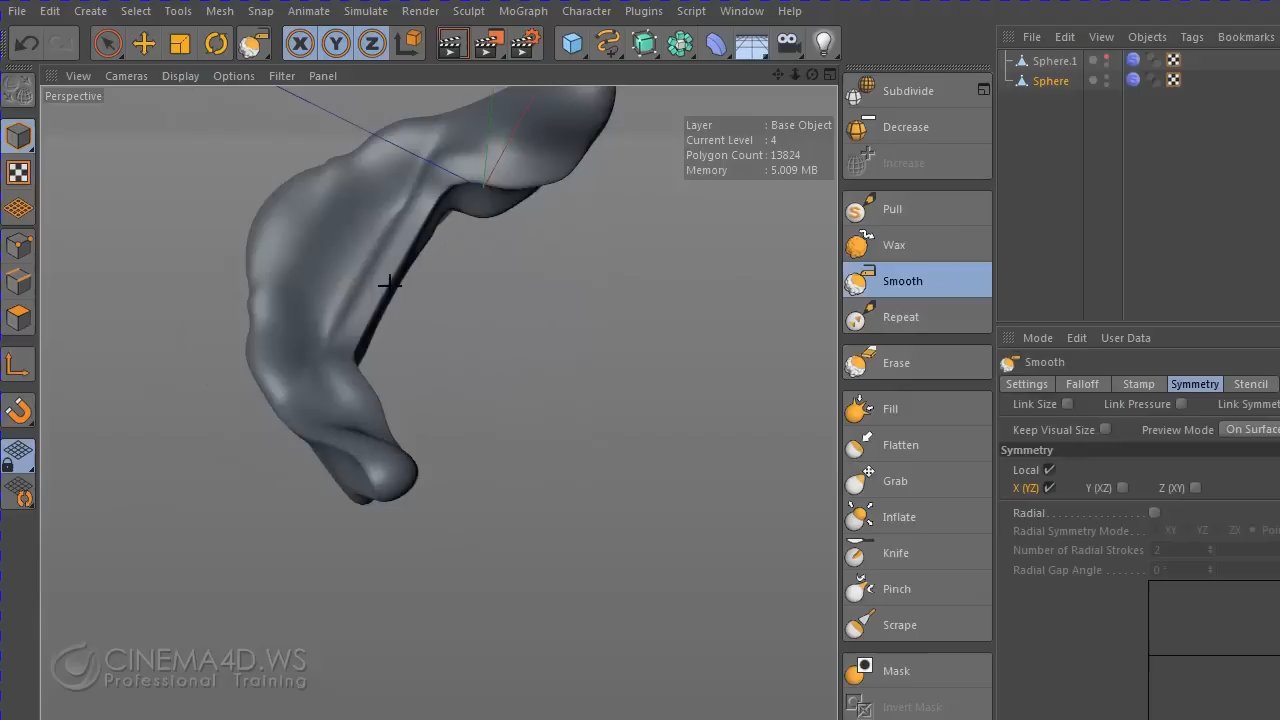 File Edit Create Select Tools Mesh Snap Animate Simulate Render Sculpt MoGraph Character Plugins Script Window Help
File Edit View Objects Tags Bookmarks
X Y Z
View Cameras Display Options Filter Panel
Perspective
Layer : Base Object
Current Level : 4
Polygon Count : 13824
Memory : 5.009 MB
Subdivide
Decrease
Increase
Pull
Wax
Smooth
Repeat
Erase
Fill
Flatten
Grab
Inflate
Knife
Pinch
Scrape
Mask
Invert Mask
Sphere.1
Sphere
Mode Edit User Data
Smooth
Settings Falloff Stamp Symmetry Stencil
Link Size Link Pressure Link Symmet
Keep Visual Size Preview Mode On Surfac
Symmetry
Local
X (YZ) Y (XZ) Z (XY)
Radial
Radial Symmetry Mode XY YZ ZX Poin
Number of Radial Strokes 2
Radial Gap Angle 0 °
CINEMA4D.WS
Professional Training